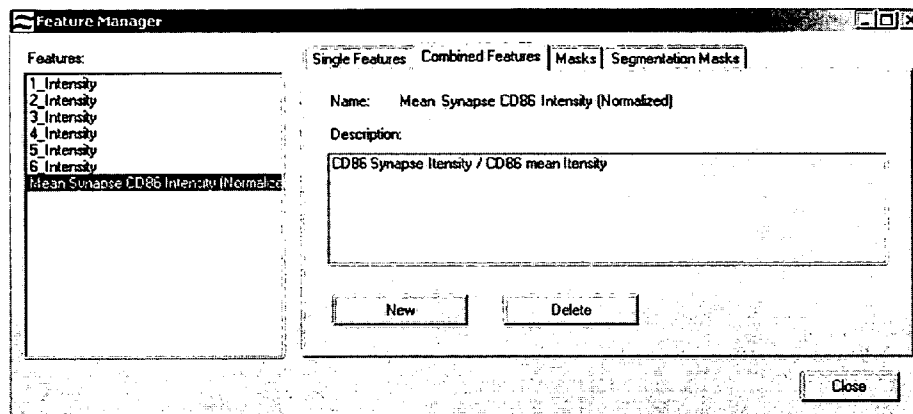 Feature Manager
Features:
1_Intensity
2_Intensity
3_Intensity
4_Intensity
5_Intensity
6_Intensity
Mean Synapse CD86 Intensity (Normalize
Single Features Combined Features Masks Segmentation Masks
Name: Mean Synapse CD86 Intensity (Normalized)
Description:
CD86 Synapse Itensity / CD86 mean Itensity
New Delete
Close